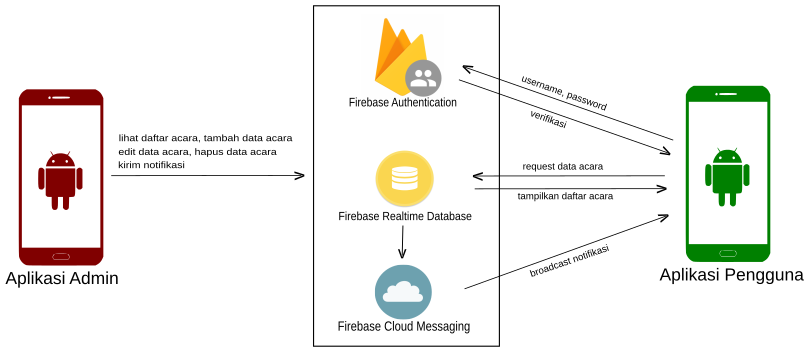 Firebase Authentication
username, password
verifikasi
lihat daftar acara, tambah data acara
edit data acara, hapus data acara
kirim notifikasi
request data acara
tampilkan daftar acara
Firebase Realtime Database
broadcast notifikasi
Aplikasi Admin
Aplikasi Pengguna
Firebase Cloud Messaging